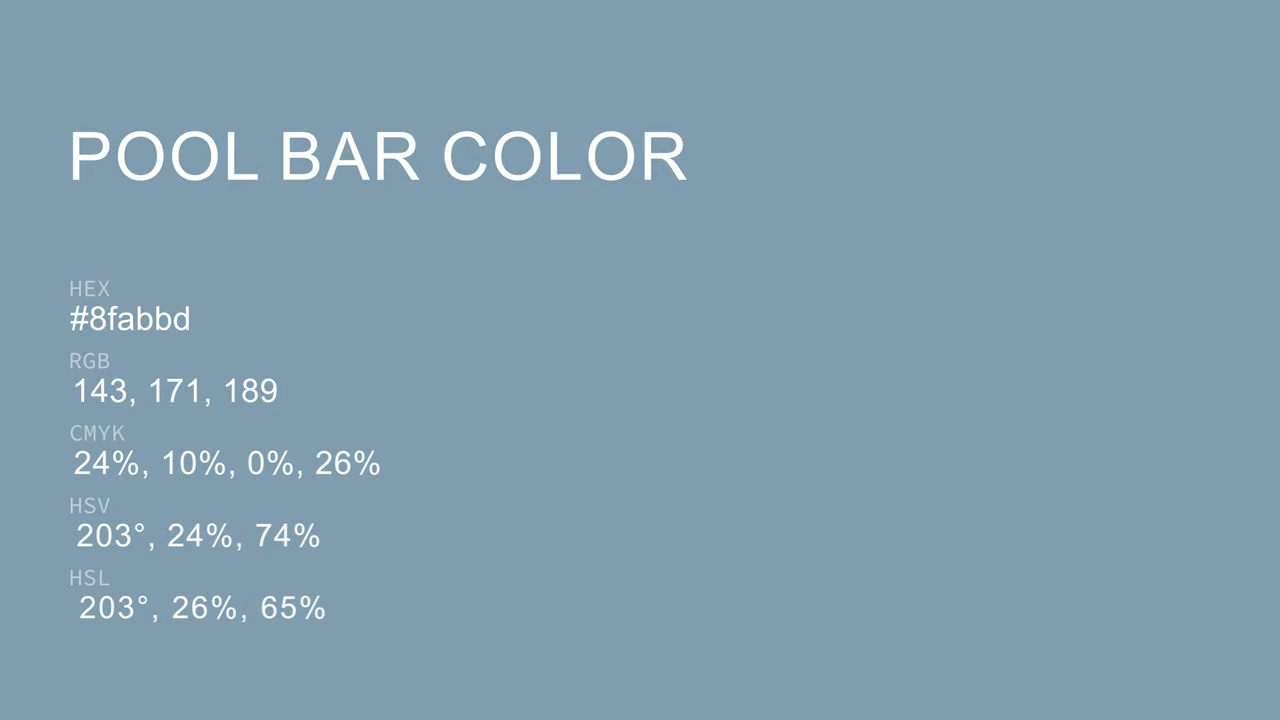 POOL BAR COLOR
HEX
#8fabbd
RGB
143, 171, 189
CMYK
24%, 10%, 0%, 26%
HSV
203°, 24%, 74%
HSL
203°, 26%, 65%